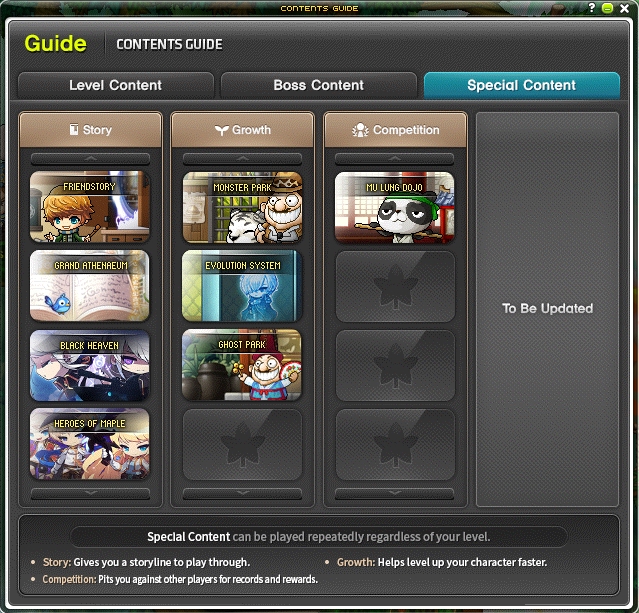 CONTENTS GUIDE
Guide
CONTENTS GUIDE
Level Content
Boss Content
Special Content
Story
Growth
Competition
FRIENDSTORY
MONSTER PARK
MU LUNG DOJO
GRAND ATHENAEUM
EVOLUTION SYSTEM
BLACK HEAVEN
GHOST PARK
HEROES OF MAPLE
To Be Updated
Special Content can be played repeatedly regardless of your level.
• Story: Gives you a storyline to play through.
• Growth: Helps level up your character faster.
• Competition: Pits you against other players for records and rewards.